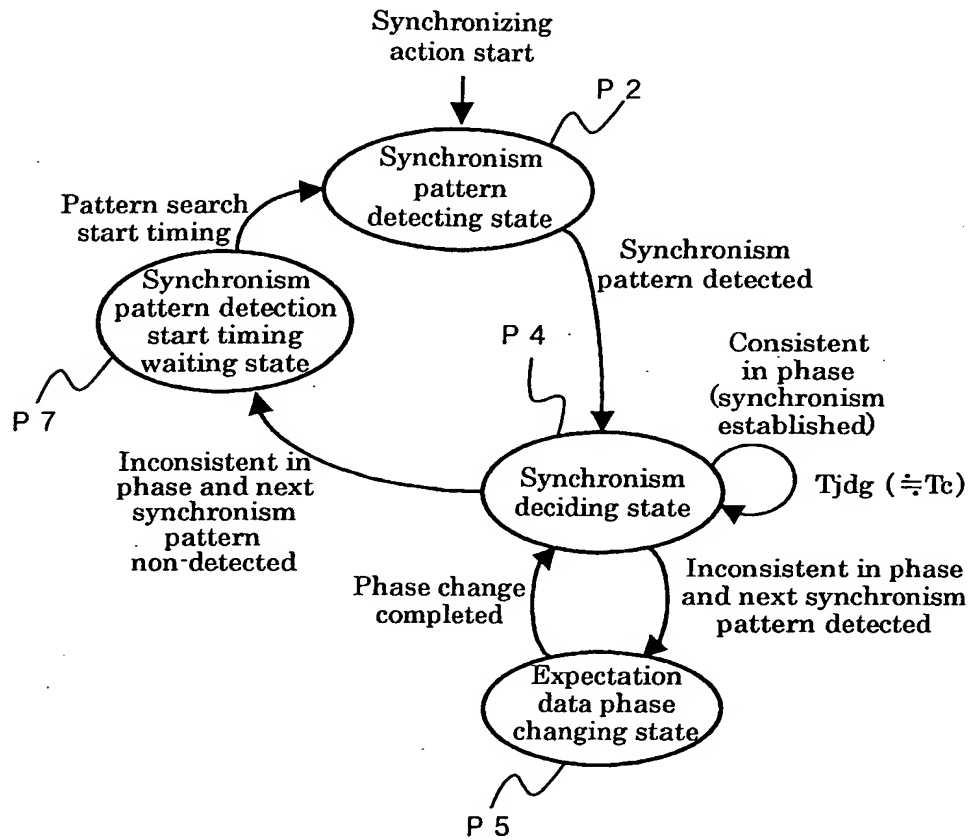 Synchronizing
action start
P 2
Synchronism
pattern
detecting state
Pattern search
start timing
Synchronism
pattern detected
Synchronism
pattern detection
start timing
waiting state
P 7
P 4
Consistent
in phase
(synchronism
established)
Tjdg (≒Tc)
Synchronism
deciding state
Inconsistent in
phase and next
synchronism
pattern
non-detected
Phase change
completed
Inconsistent in phase
and next synchronism
pattern detected
Expectation
data phase
changing state
P 5